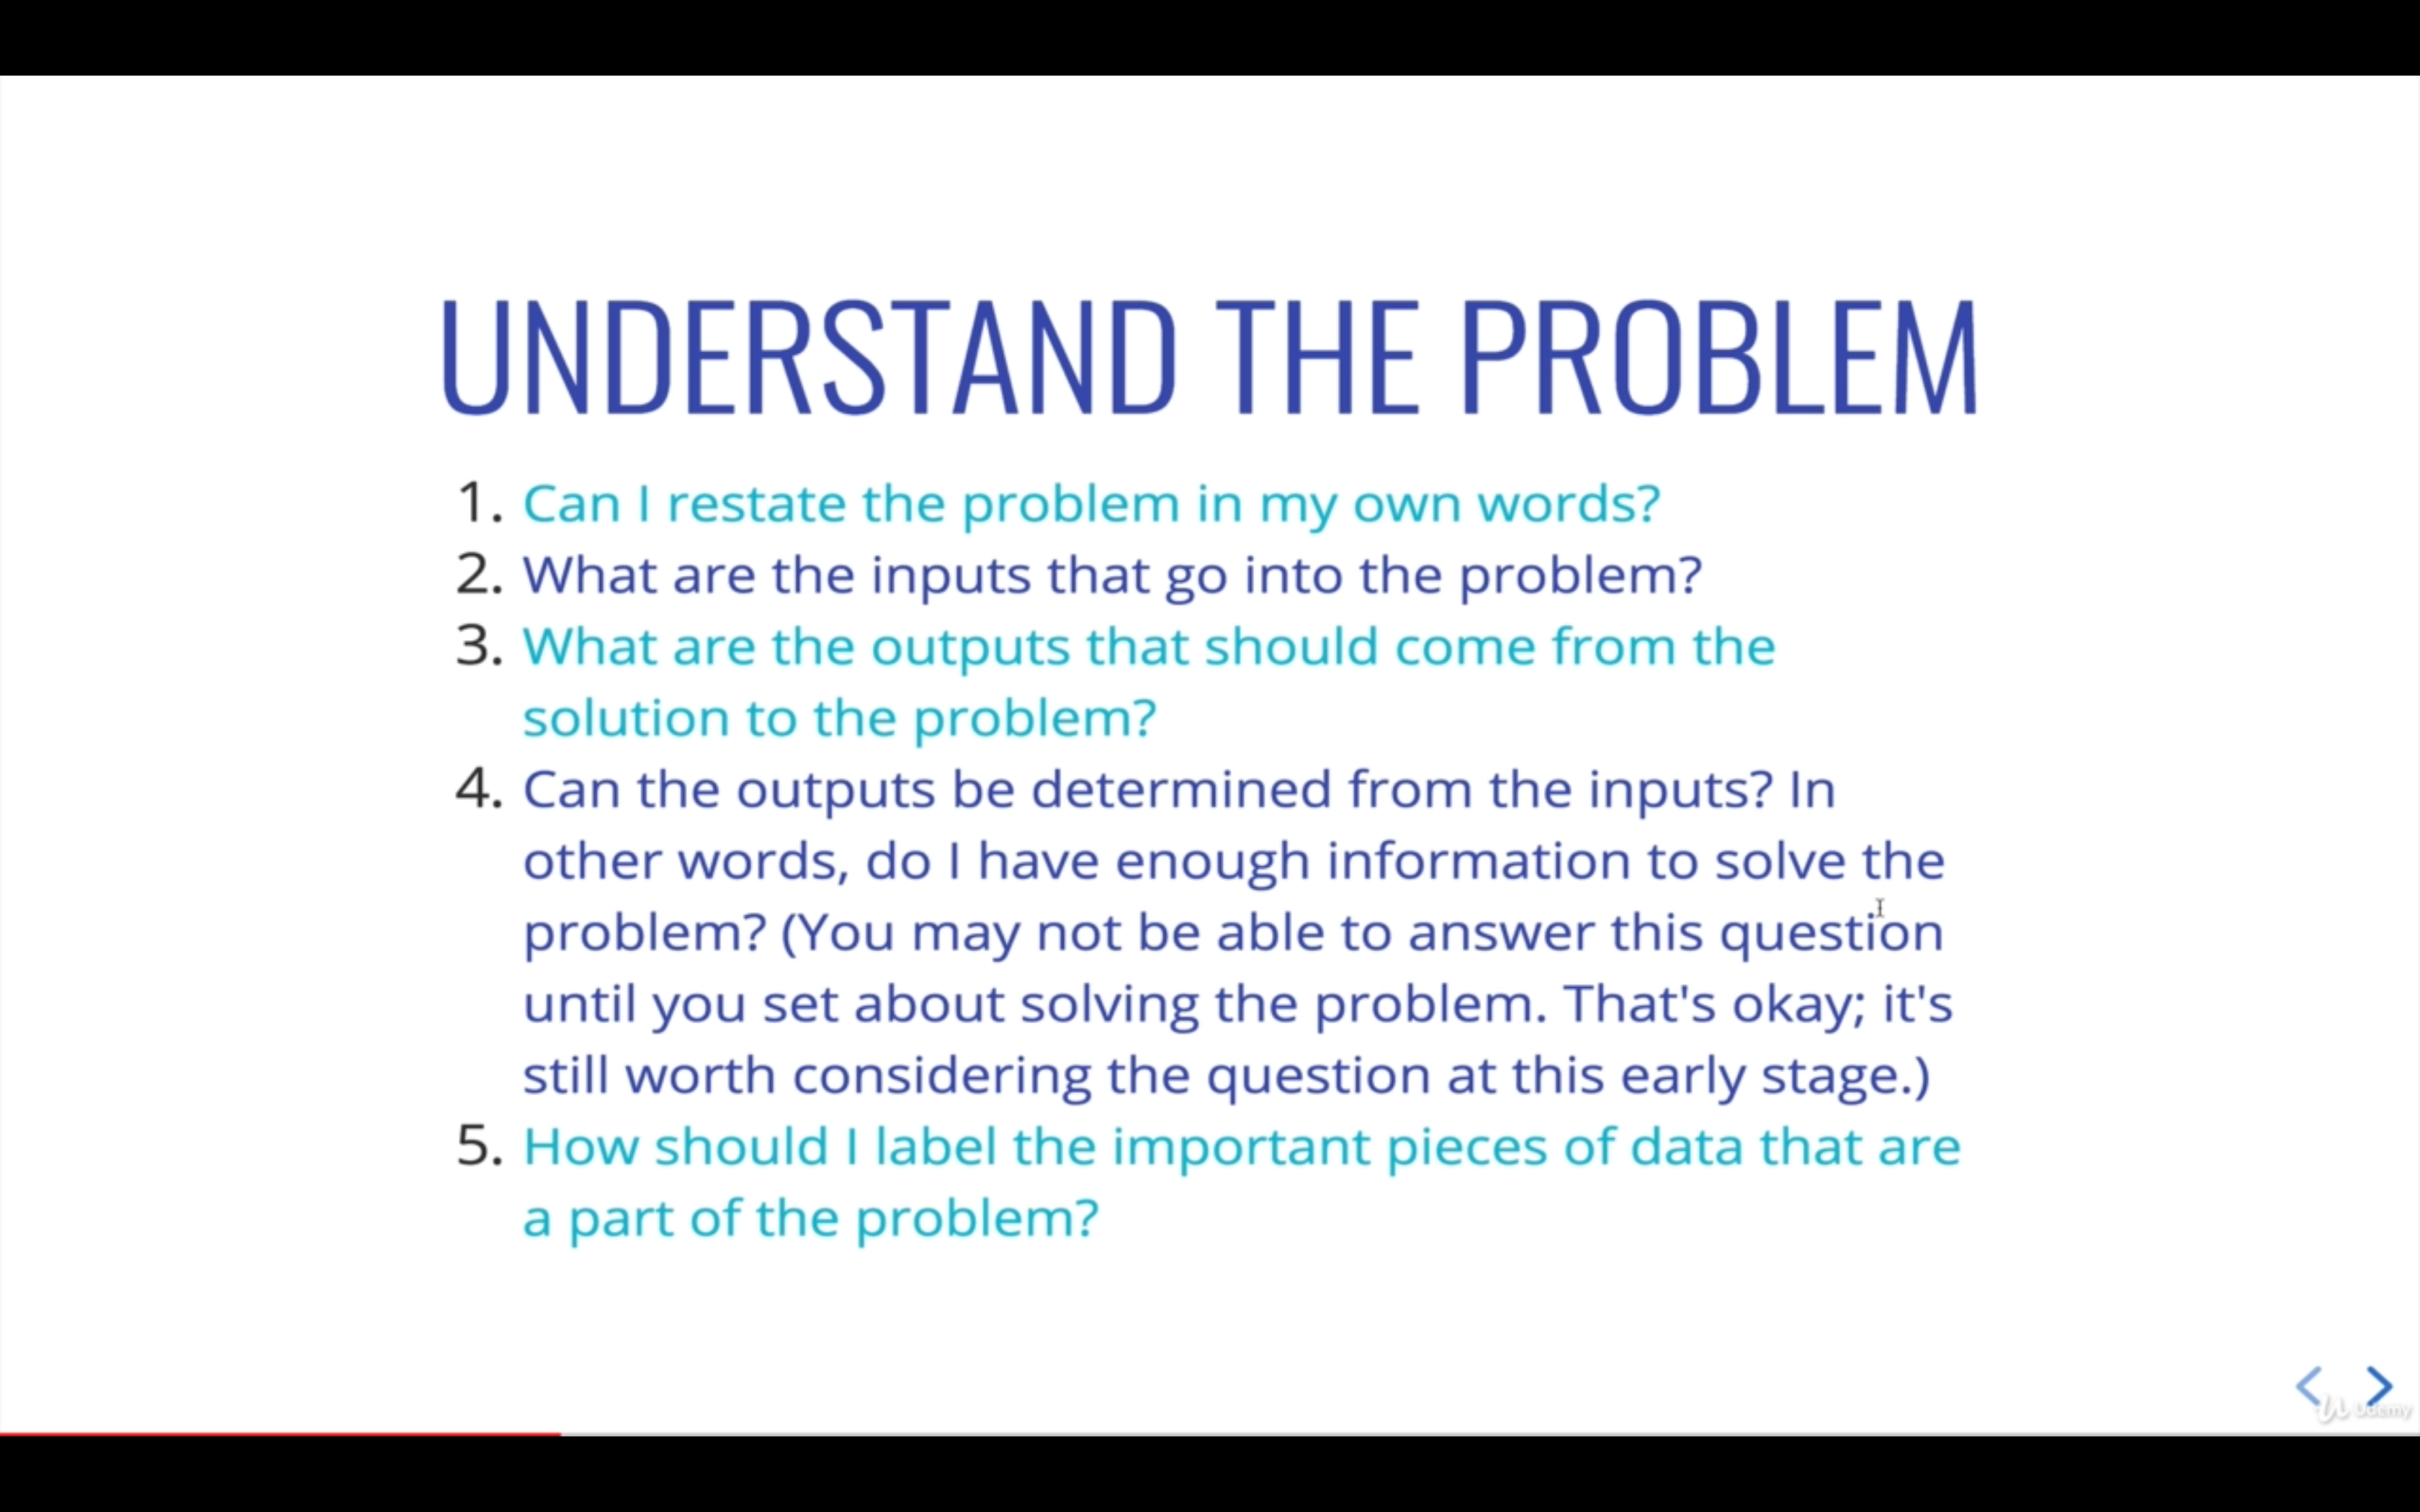 UNDERSTAND THE PROBLEM
1. Can I restate the problem in my own words?
2. What are the inputs that go into the problem?
3. What are the outputs that should come from the
solution to the problem?
4. Can the outputs be determined from the inputs? In
other words, do I have enough information to solve the
problem? (You may not be able to answer this question
until you set about solving the problem. That's okay; it's
still worth considering the question at this early stage.)
5. How should I label the important pieces of data that are
a part of the problem?
Udemy